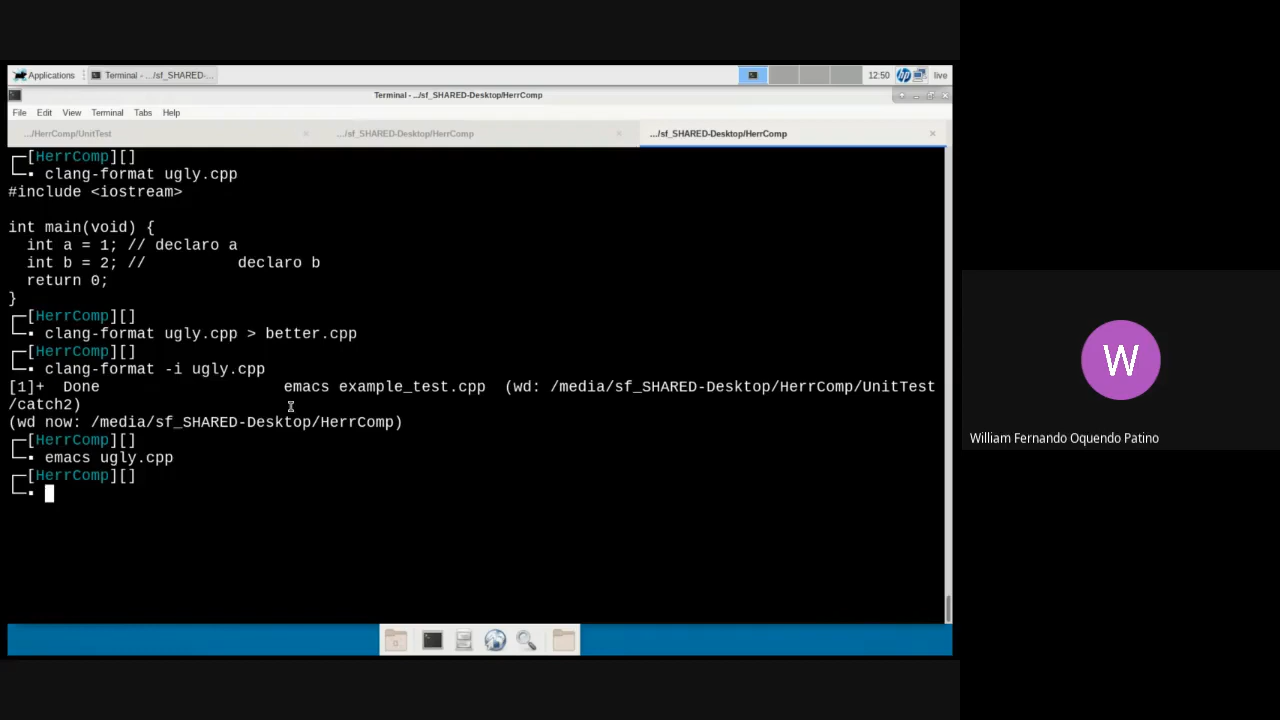 Applications
Terminal - .../sf_SHARED-...
12:50
hp
live
Terminal - .../sf_SHARED-Desktop/HerrComp
File Edit View Terminal Tabs Help
.../HerrComp/UnitTest
.../sf_SHARED-Desktop/HerrComp
.../sf_SHARED-Desktop/HerrComp
[HerrComp][]
clang-format ugly.cpp
#include <iostream>
int main(void) {
int a = 1; // declaro a
int b = 2; //          declaro b
return 0;
}
[HerrComp][]
clang-format ugly.cpp > better.cpp
[HerrComp][]
clang-format -i ugly.cpp
[1]+  Done                    emacs example_test.cpp  (wd: /media/sf_SHARED-Desktop/HerrComp/UnitTest
/catch2)
(wd now: /media/sf_SHARED-Desktop/HerrComp)
[HerrComp][]
emacs ugly.cpp
[HerrComp][]
W
William Fernando Oquendo Patino